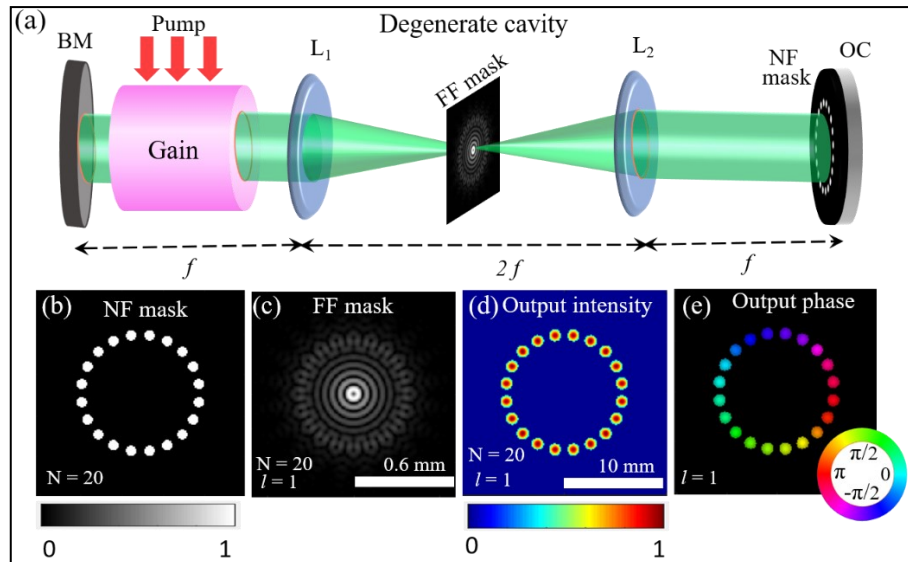 (a)
Pump
Degenerate cavity
BM
L1
L2
NF mask
OC
FF mask
Gain
f
2 f
f
(b) NF mask
N = 20
0 1
(c) FF mask
N = 20
l = 1
0.6 mm
(d) Output intensity
N = 20
l = 1
10 mm
0 1
(e) Output phase
l = 1
π/2
π 0
-π/2